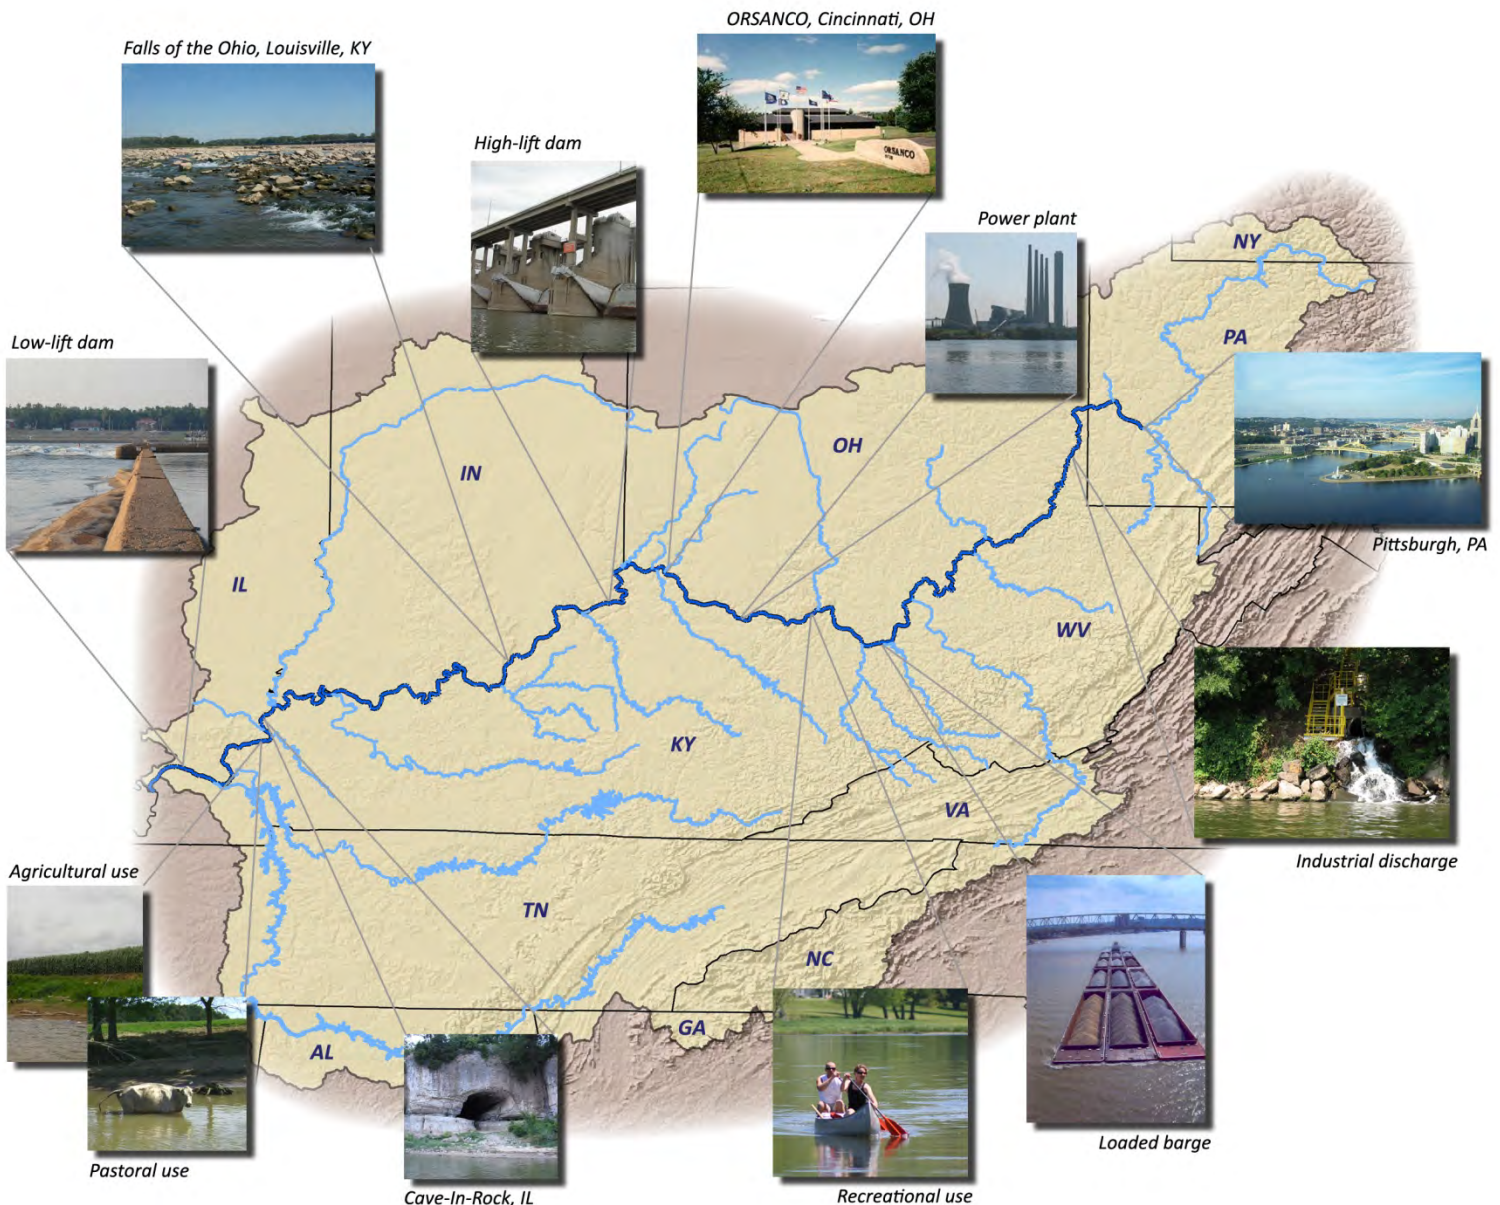 ORSANCO, Cincinnati, OH
Falls of the Ohio, Louisville, KY
High-lift dam
ORSANCO
Power plant
NY
Low-lift dam
PA
OH
IN
Pittsburgh, PA
IL
WV
KY
VA
Industrial discharge
Agricultural use
TN
NC
GA
AL
Loaded barge
Pastoral use
Cave-In-Rock, IL
Recreational use